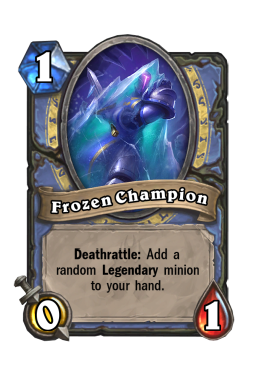 1
Frozen Champion
Deathrattle: Add a
random Legendary minion
to your hand.
0
1